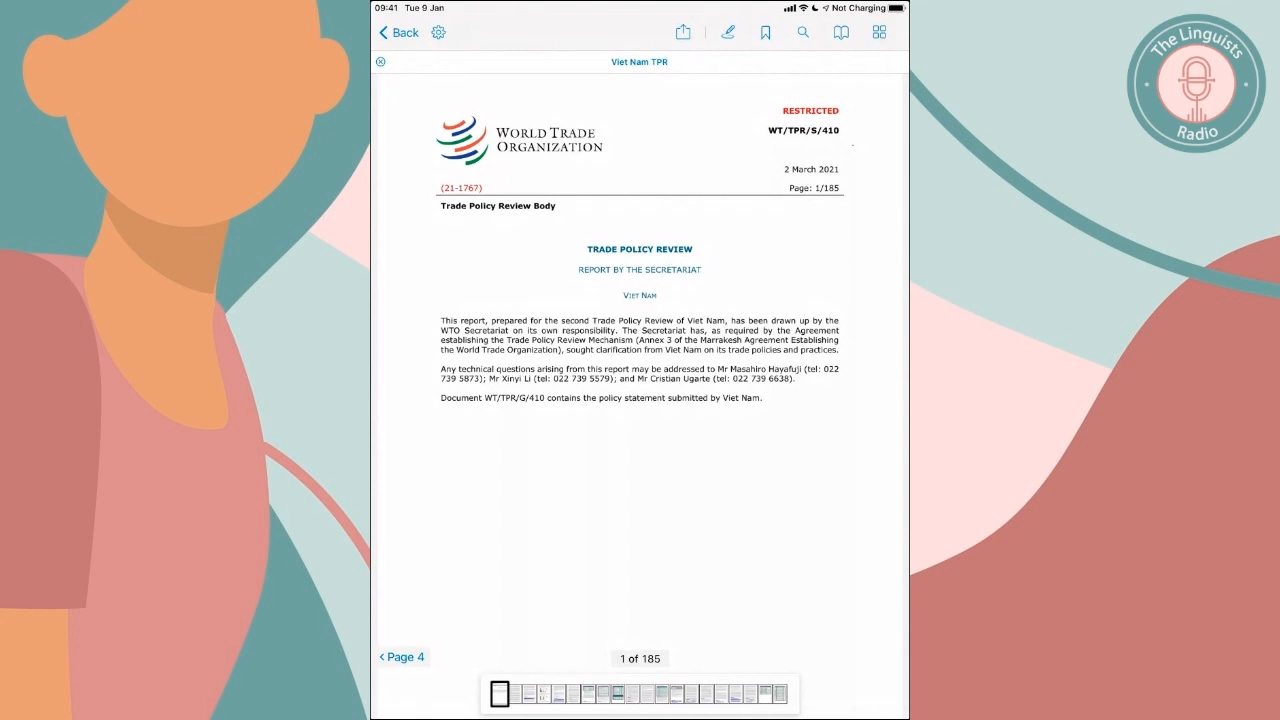 09:41 Tue 9 Jan
Not Charging
Back
Viet Nam TPR
The Linguists
Radio
RESTRICTED
WORLD TRADE
ORGANIZATION
WT/TPR/S/410
2 March 2021
(21-1767)
Page: 1/185
Trade Policy Review Body
TRADE POLICY REVIEW
REPORT BY THE SECRETARIAT
VIET NAM
This report, prepared for the second Trade Policy Review of Viet Nam, has been drawn up by the
WTO Secretariat on its own responsibility. The Secretariat has, as required by the Agreement
establishing the Trade Policy Review Mechanism (Annex 3 of the Marrakesh Agreement Establishing
the World Trade Organization), sought clarification from Viet Nam on its trade policies and practices.
Any technical questions arising from this report may be addressed to Mr Masahiro Hayafuji (tel: 022
739 5873); Mr Xinyi Li (tel: 022 739 5579); and Mr Cristian Ugarte (tel: 022 739 6638).
Document WT/TPR/G/410 contains the policy statement submitted by Viet Nam.
Page 4
1 of 185